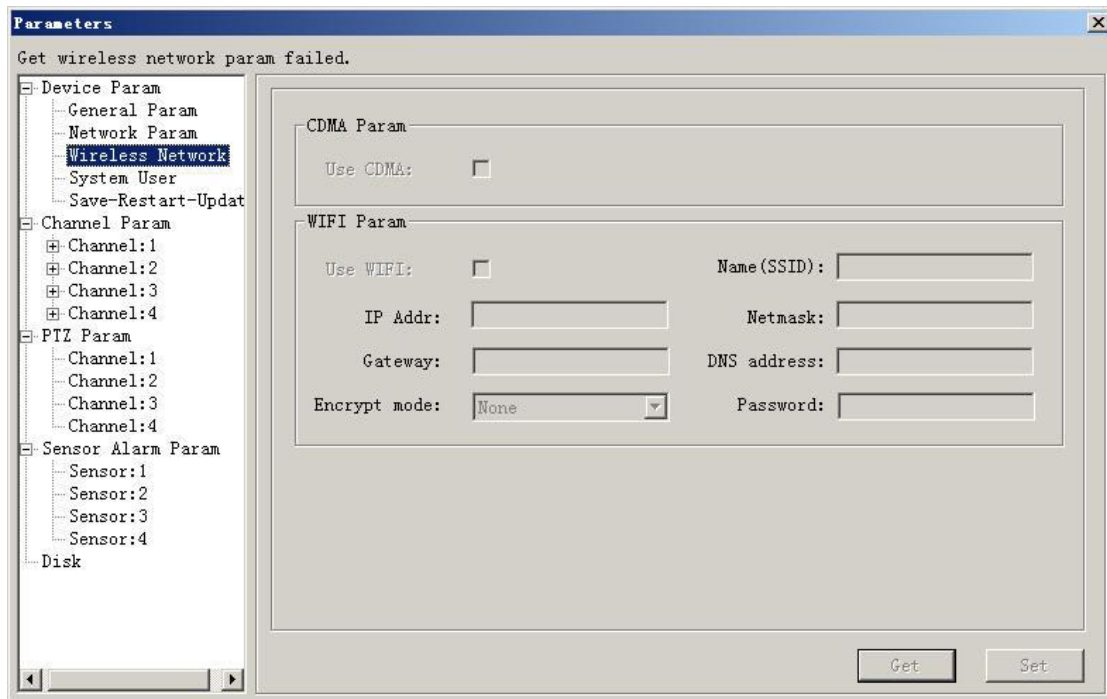 Parameters
Get wireless network param failed.
Device Param
General Param
Network Param
Wireless Network
System User
Save-Restart-Updat
Channel Param
Channel:1
Channel:2
Channel:3
Channel:4
PTZ Param
Channel:1
Channel:2
Channel:3
Channel:4
Sensor Alarm Param
Sensor:1
Sensor:2
Sensor:3
Sensor:4
Disk
CDMA Param
Use CDMA:
WIFI Param
Use WIFI:
Name(SSID):
IP Addr:
Netmask:
Gateway:
DNS address:
Encrypt mode: None
Password:
Get
Set